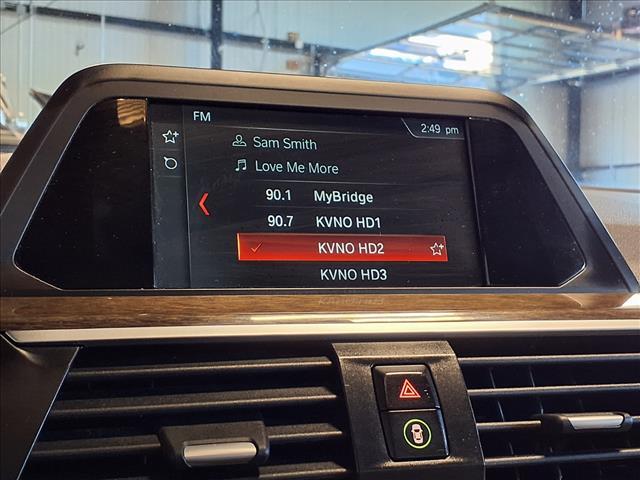 FM
2:49 pm
Sam Smith
Love Me More
90.1 MyBridge
90.7 KVNO HD1
KVNO HD2
KVNO HD3